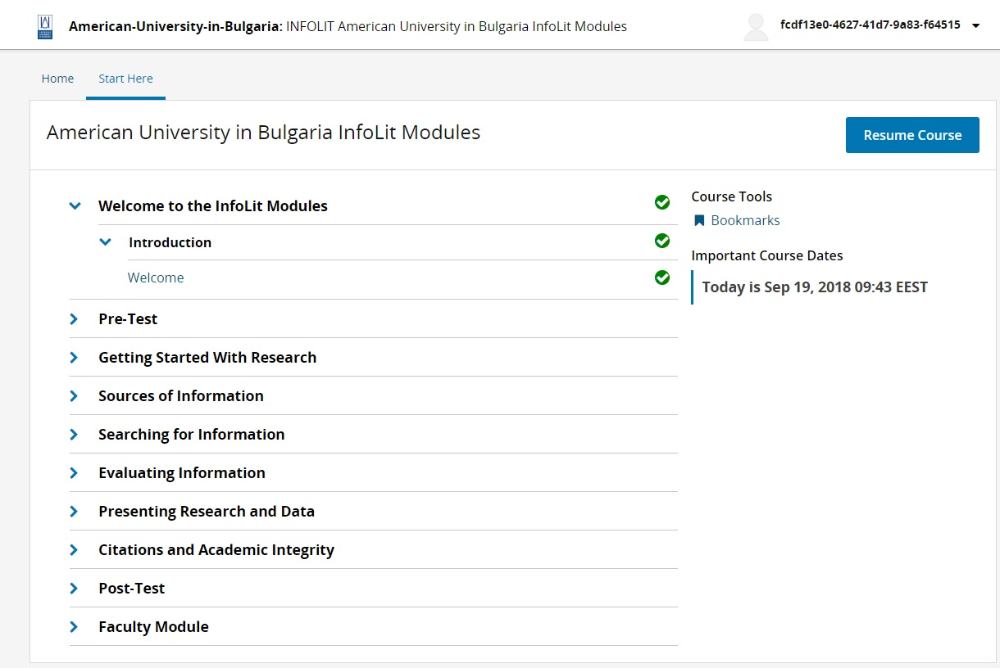 American-University-in-Bulgaria: INFOLIT American University in Bulgaria InfoLit Modules
fcdf13e0-4627-41d7-9a83-f64515
Home
Start Here
American University in Bulgaria InfoLit Modules
Resume Course
Welcome to the InfoLit Modules
Introduction
Welcome
Pre-Test
Getting Started With Research
Sources of Information
Searching for Information
Evaluating Information
Presenting Research and Data
Citations and Academic Integrity
Post-Test
Faculty Module
Course Tools
Bookmarks
Important Course Dates
Today is Sep 19, 2018 09:43 EEST